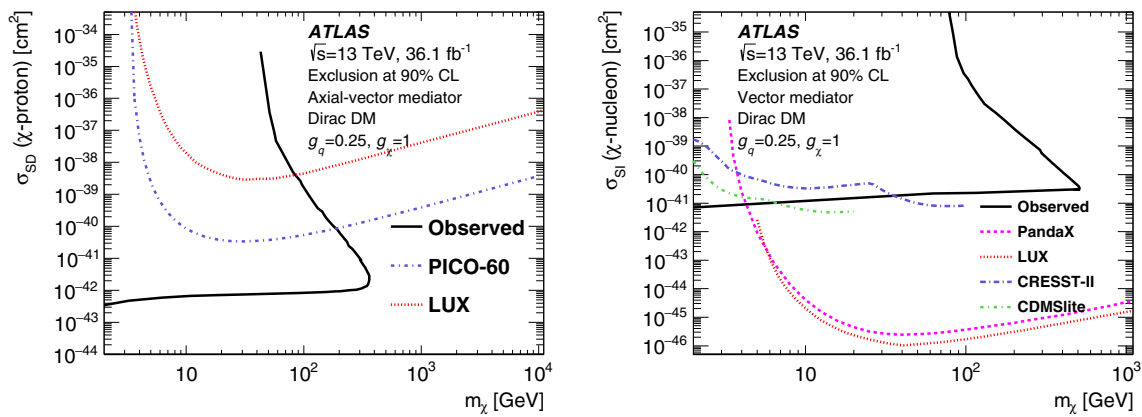 σSD (χ-proton) [cm²]
10⁻³⁴
10⁻³⁵
10⁻³⁶
10⁻³⁷
10⁻³⁸
10⁻³⁹
10⁻⁴⁰
10⁻⁴¹
10⁻⁴²
10⁻⁴³
10⁻⁴⁴
ATLAS
√s=13 TeV, 36.1 fb⁻¹
Exclusion at 90% CL
Axial-vector mediator
Dirac DM
g_q=0.25, g_χ=1
Observed
PICO-60
LUX
10 10² 10³ 10⁴
m_χ [GeV]
σSI (χ-nucleon) [cm²]
10⁻³⁵
10⁻³⁶
10⁻³⁷
10⁻³⁸
10⁻³⁹
10⁻⁴⁰
10⁻⁴¹
10⁻⁴²
10⁻⁴³
10⁻⁴⁴
10⁻⁴⁵
10⁻⁴⁶
ATLAS
√s=13 TeV, 36.1 fb⁻¹
Exclusion at 90% CL
Vector mediator
Dirac DM
g_q=0.25, g_χ=1
Observed
PandaX
LUX
CRESST-II
CDMSlite
10 10² 10³
m_χ [GeV]